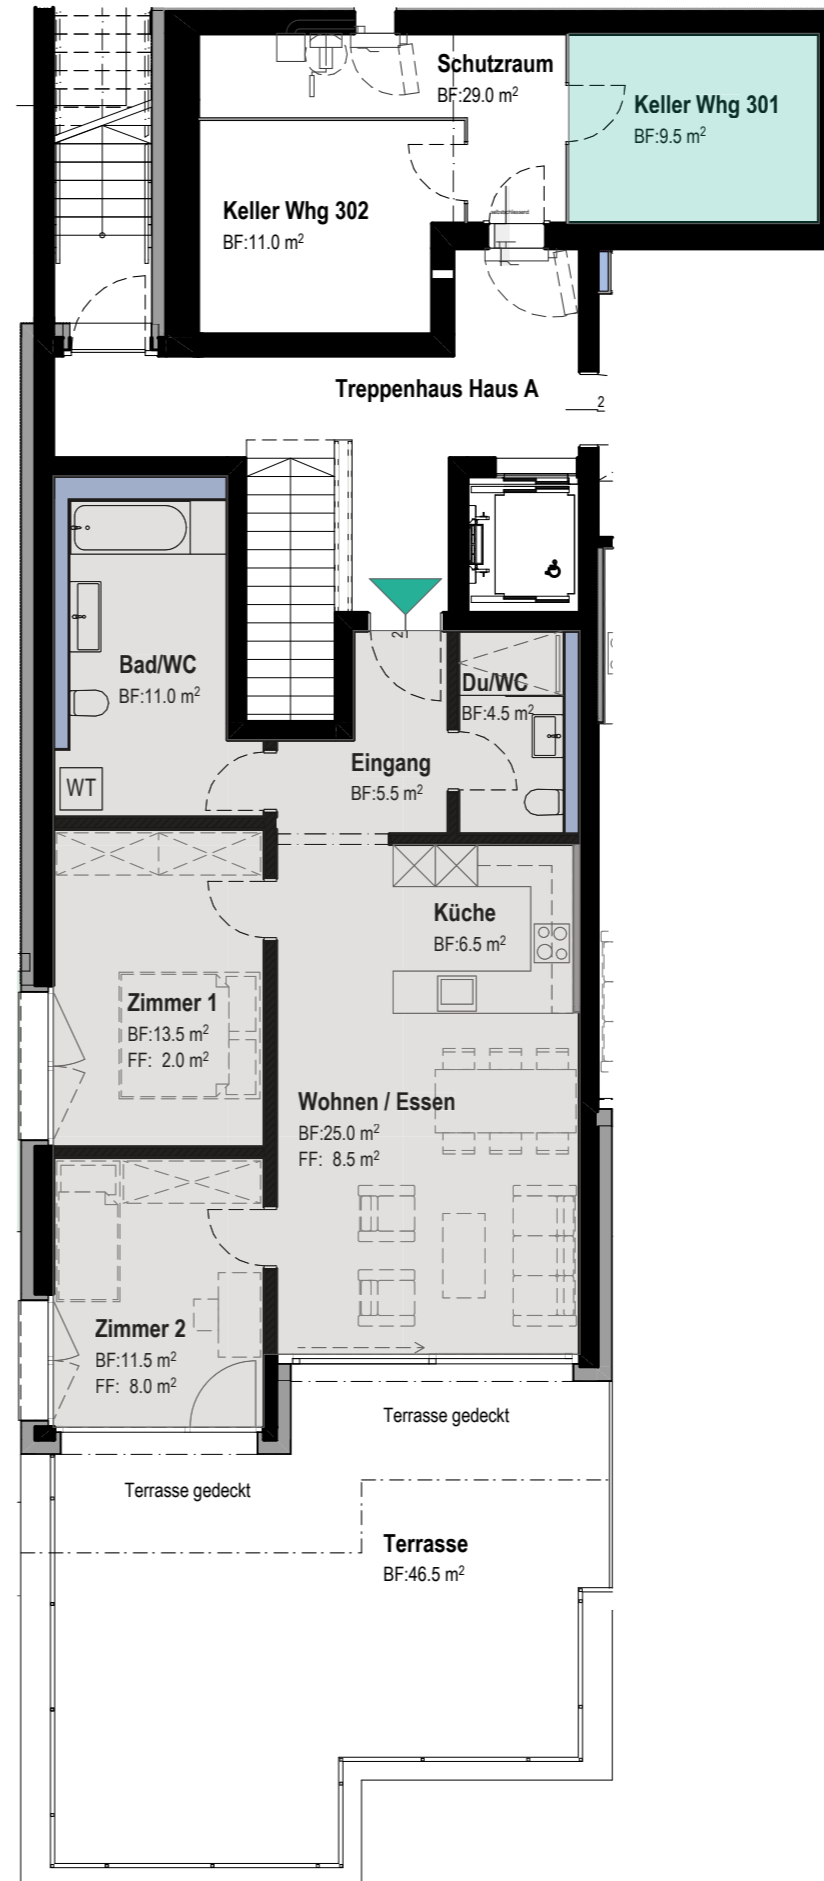 Schutzraum
BF:29.0 m²
Keller Whg 301
BF:9.5 m²
Keller Whg 302
BF:11.0 m²
Treppenhaus Haus A
2
2
Bad/WC
BF:11.0 m²
Du/WC
BF:4.5 m²
Eingang
BF:5.5 m²
WT
Küche
BF:6.5 m²
Zimmer 1
BF:13.5 m²
FF: 2.0 m²
Wohnen / Essen
BF:25.0 m²
FF: 8.5 m²
Zimmer 2
BF:11.5 m²
FF: 8.0 m²
Terrasse gedeckt
Terrasse gedeckt
Terrasse
BF:46.5 m²